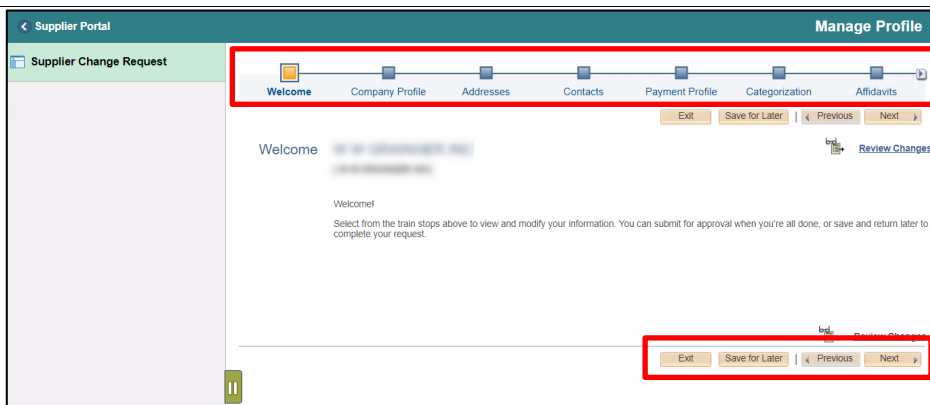 Supplier Portal
Manage Profile
Supplier Change Request
Welcome Company Profile Addresses Contacts Payment Profile Categorization Affidavits
Exit Save for Later | Previous Next
Welcome
Review Changes
Welcome!
Select from the train stops above to view and modify your information. You can submit for approval when you're all done, or save and return later to
complete your request.
Review Changes
Exit Save for Later | Previous Next